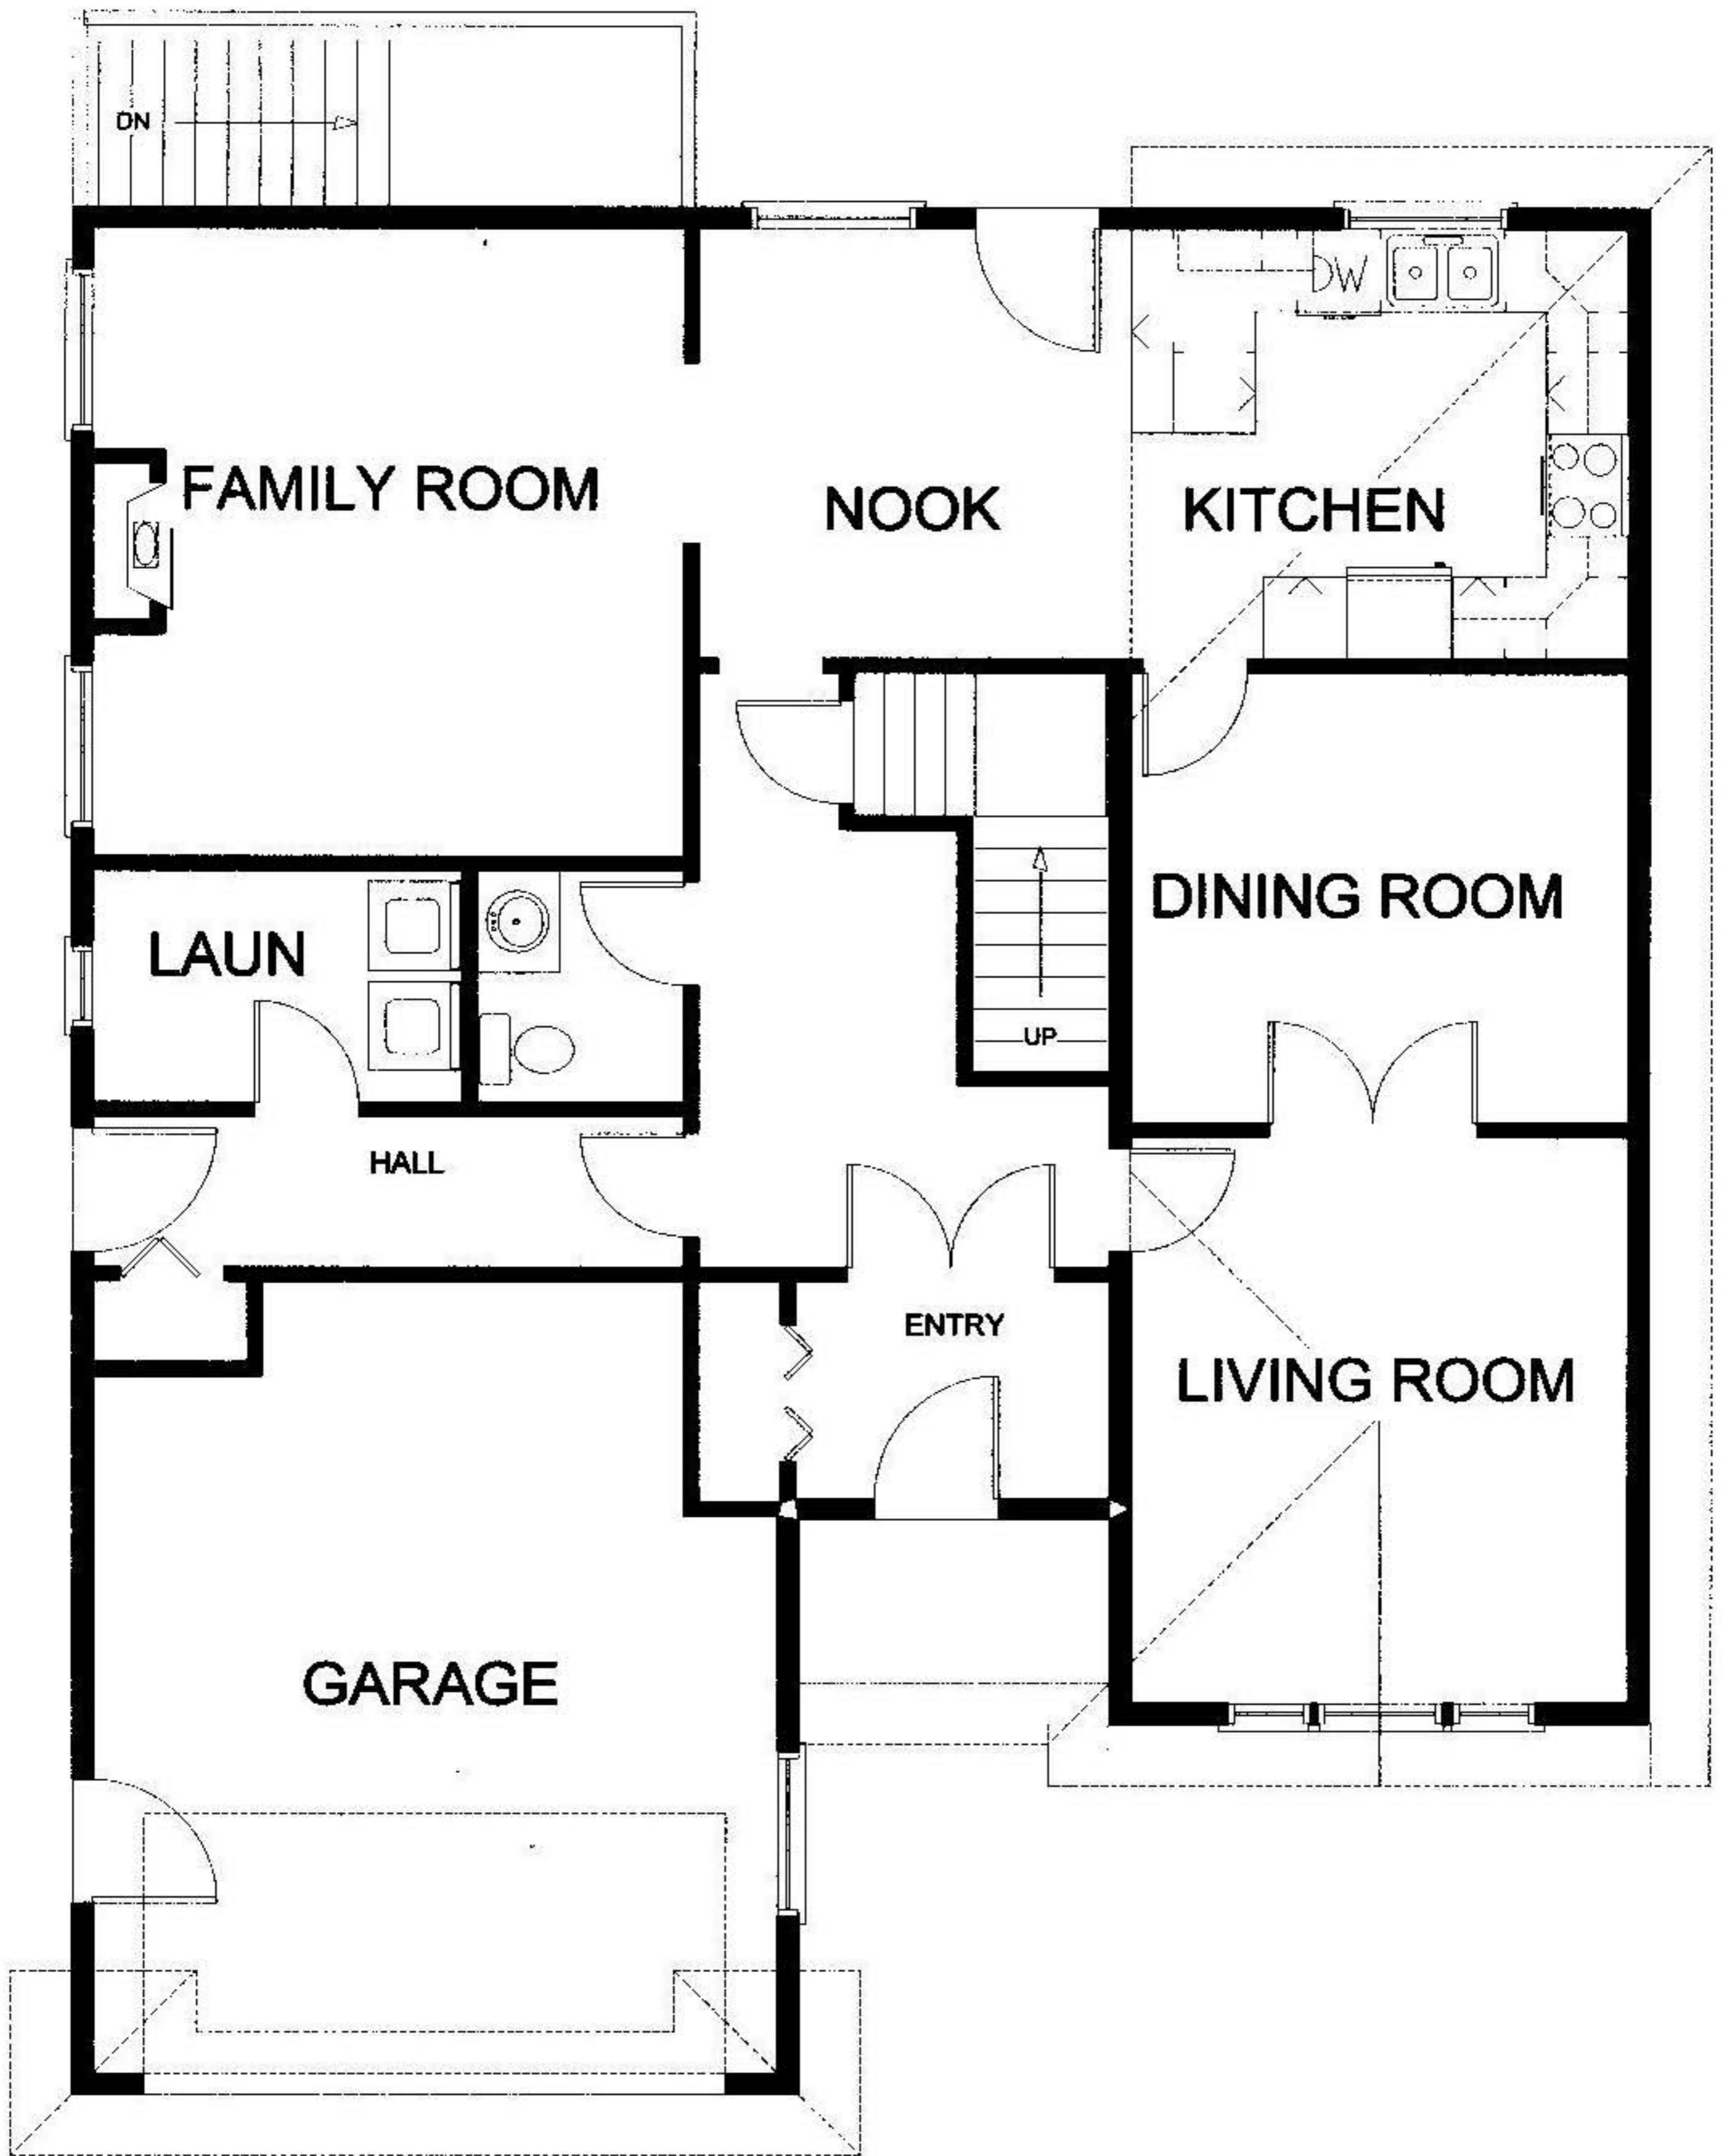 DN
DW
FAMILY ROOM
NOOK
KITCHEN
DINING ROOM
LAUN
UP
HALL
ENTRY
LIVING ROOM
GARAGE